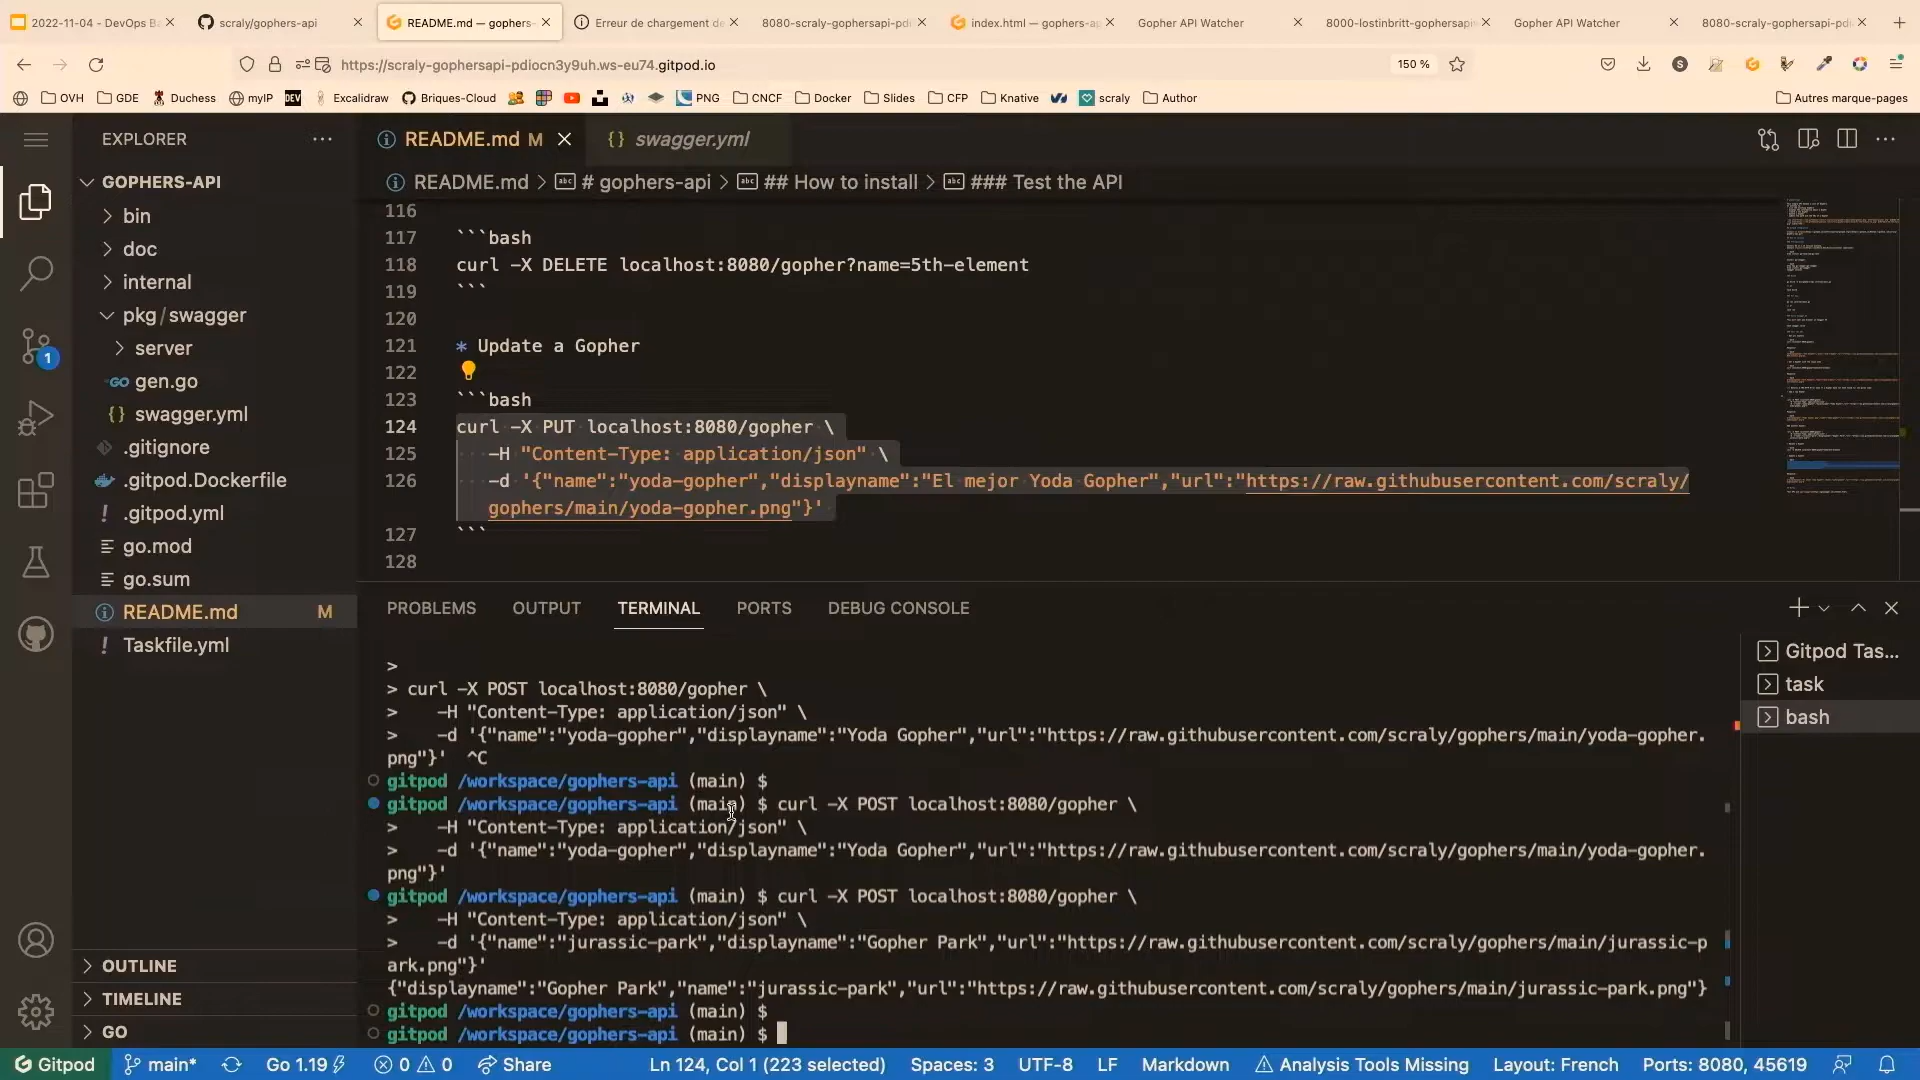 2022-11-04 - DevOps Ba
scraly/gophers-api
README.md — gophers-
Erreur de chargement de
8080-scraly-gophersapi-pdi
index.html — gophers-ap
Gopher API Watcher
8000-lostinbritt-gophersapi
Gopher API Watcher
8080-scraly-gophersapi-pdi
https://scraly-gophersapi-pdiocn3y9uh.ws-eu74.gitpod.io
150 %
OVH
GDE
Duchess
myIP
DEV
Excalidraw
Briques-Cloud
PNG
CNCF
Docker
Slides
CFP
Knative
scraly
Author
Autres marque-pages
EXPLORER
README.md M
{} swagger.yml
README.md > # gophers-api > ## How to install > ### Test the API
GOPHERS-API
bin
doc
internal
pkg / swagger
server
gen.go
{} swagger.yml
.gitignore
.gitpod.Dockerfile
! .gitpod.yml
go.mod
go.sum
README.md M
! Taskfile.yml
OUTLINE
TIMELINE
GO
116
117 ```bash
118 curl -X DELETE localhost:8080/gopher?name=5th-element
119 ```
120
121 * Update a Gopher
122
123 ```bash
124 curl -X PUT localhost:8080/gopher \
125 -H "Content-Type: application/json" \
126 -d '{"name":"yoda-gopher","displayname":"El mejor Yoda Gopher","url":"https://raw.githubusercontent.com/scraly/
gophers/main/yoda-gopher.png"}'
127 ```
128
PROBLEMS OUTPUT TERMINAL PORTS DEBUG CONSOLE
>
> curl -X POST localhost:8080/gopher \
> -H "Content-Type: application/json" \
> -d '{"name":"yoda-gopher","displayname":"Yoda Gopher","url":"https://raw.githubusercontent.com/scraly/gophers/main/yoda-gopher.
png"}' ^C
gitpod /workspace/gophers-api (main) $
gitpod /workspace/gophers-api (main) $ curl -X POST localhost:8080/gopher \
> -H "Content-Type: application/json" \
> -d '{"name":"yoda-gopher","displayname":"Yoda Gopher","url":"https://raw.githubusercontent.com/scraly/gophers/main/yoda-gopher.
png"}'
gitpod /workspace/gophers-api (main) $ curl -X POST localhost:8080/gopher \
> -H "Content-Type: application/json" \
> -d '{"name":"jurassic-park","displayname":"Gopher Park","url":"https://raw.githubusercontent.com/scraly/gophers/main/jurassic-p
ark.png"}'
{"displayname":"Gopher Park","name":"jurassic-park","url":"https://raw.githubusercontent.com/scraly/gophers/main/jurassic-park.png"}
gitpod /workspace/gophers-api (main) $
gitpod /workspace/gophers-api (main) $
Gitpod Tas...
task
bash
1
Gitpod
main*
Go 1.19
0 0
Share
Ln 124, Col 1 (223 selected)
Spaces: 3
UTF-8
LF
Markdown
Analysis Tools Missing
Layout: French
Ports: 8080, 45619